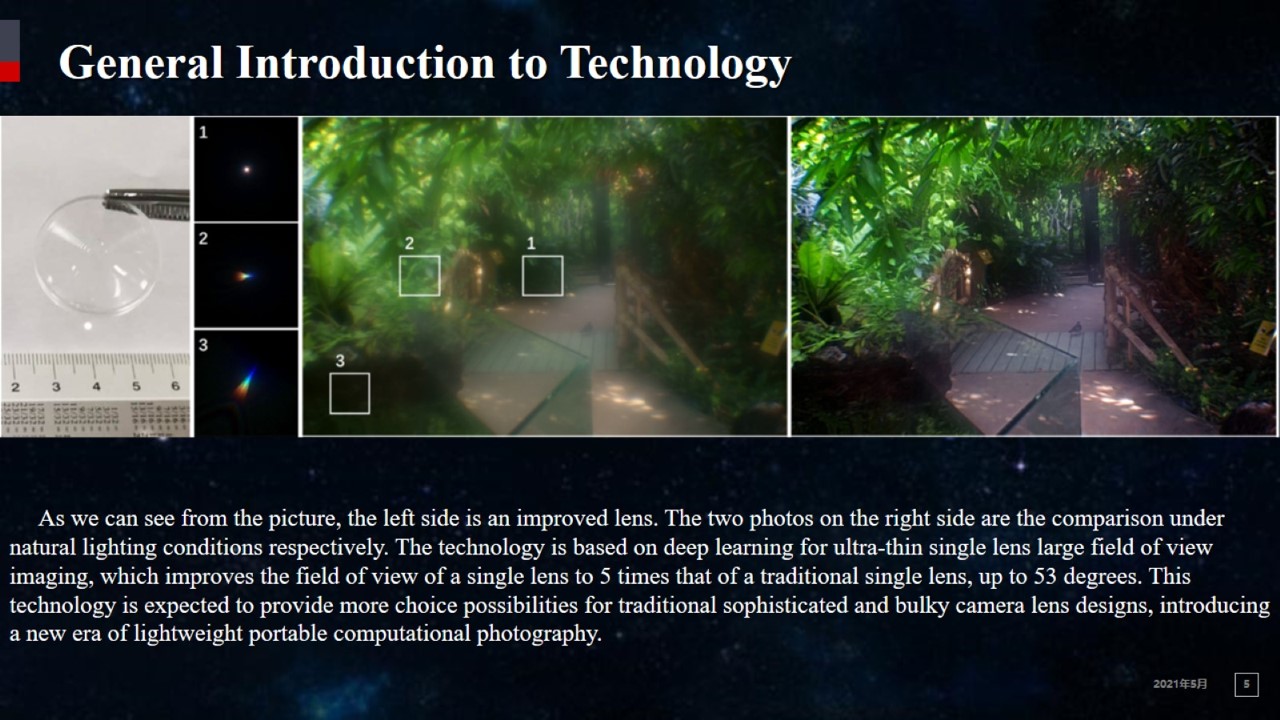 General Introduction to Technology
1
2
3
2 1
3
2 3 4 5 6
As we can see from the picture, the left side is an improved lens. The two photos on the right side are the comparison under
natural lighting conditions respectively. The technology is based on deep learning for ultra-thin single lens large field of view
imaging, which improves the field of view of a single lens to 5 times that of a traditional single lens, up to 53 degrees. This
technology is expected to provide more choice possibilities for traditional sophisticated and bulky camera lens designs, introducing
a new era of lightweight portable computational photography.
2021年5月 5